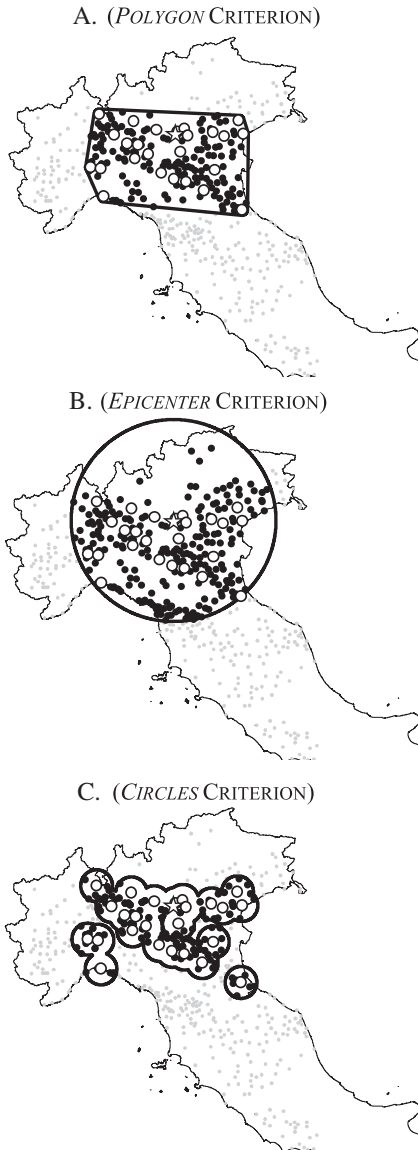 A. (POLYGON CRITERION)
B. (EPICENTER CRITERION)
C. (CIRCLES CRITERION)